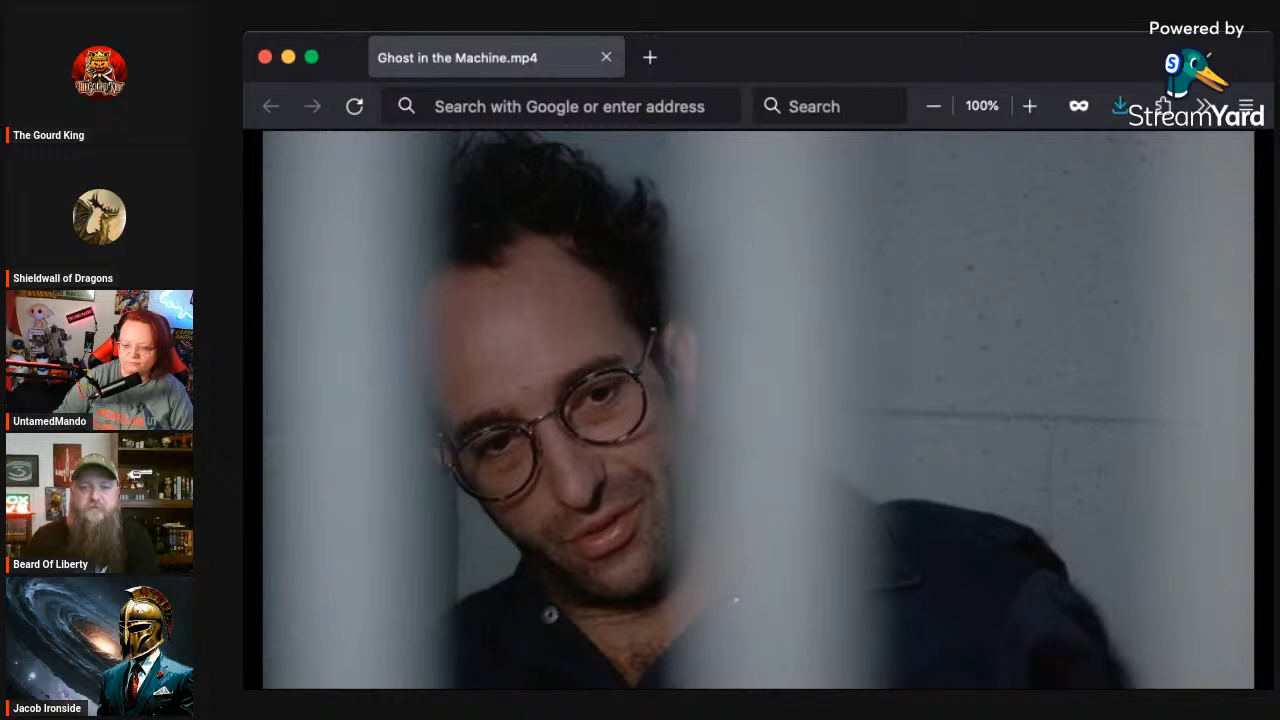 Powered by
StreamYard
Ghost in the Machine.mp4
Search with Google or enter address
Search
100%
The Gourd King
Shieldwall of Dragons
UntamedMando
Beard Of Liberty
Jacob Ironside